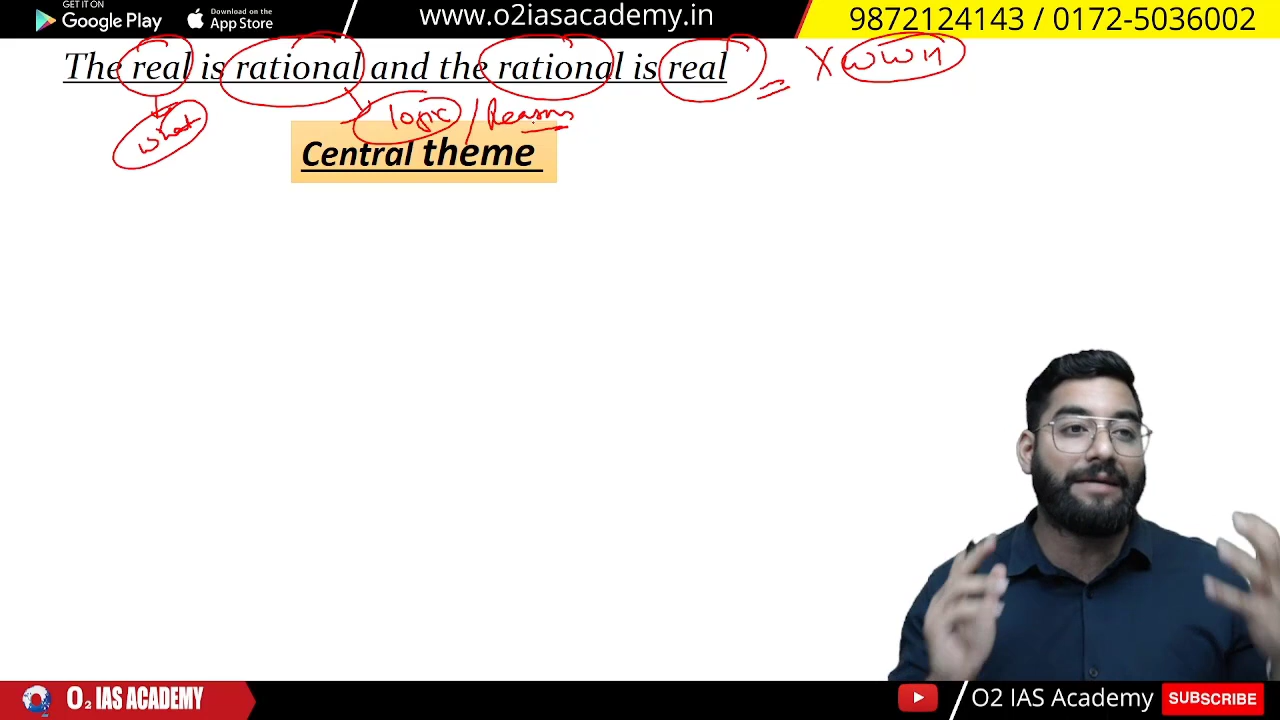 GET IT ON
Google Play
Download on the
App Store
www.o2iasacademy.in
9872124143 / 0172-5036002
The real is rational and the rational is real
X WWH
what
logic / Reason
Central theme
O2 IAS ACADEMY
O2 IAS Academy
SUBSCRIBE